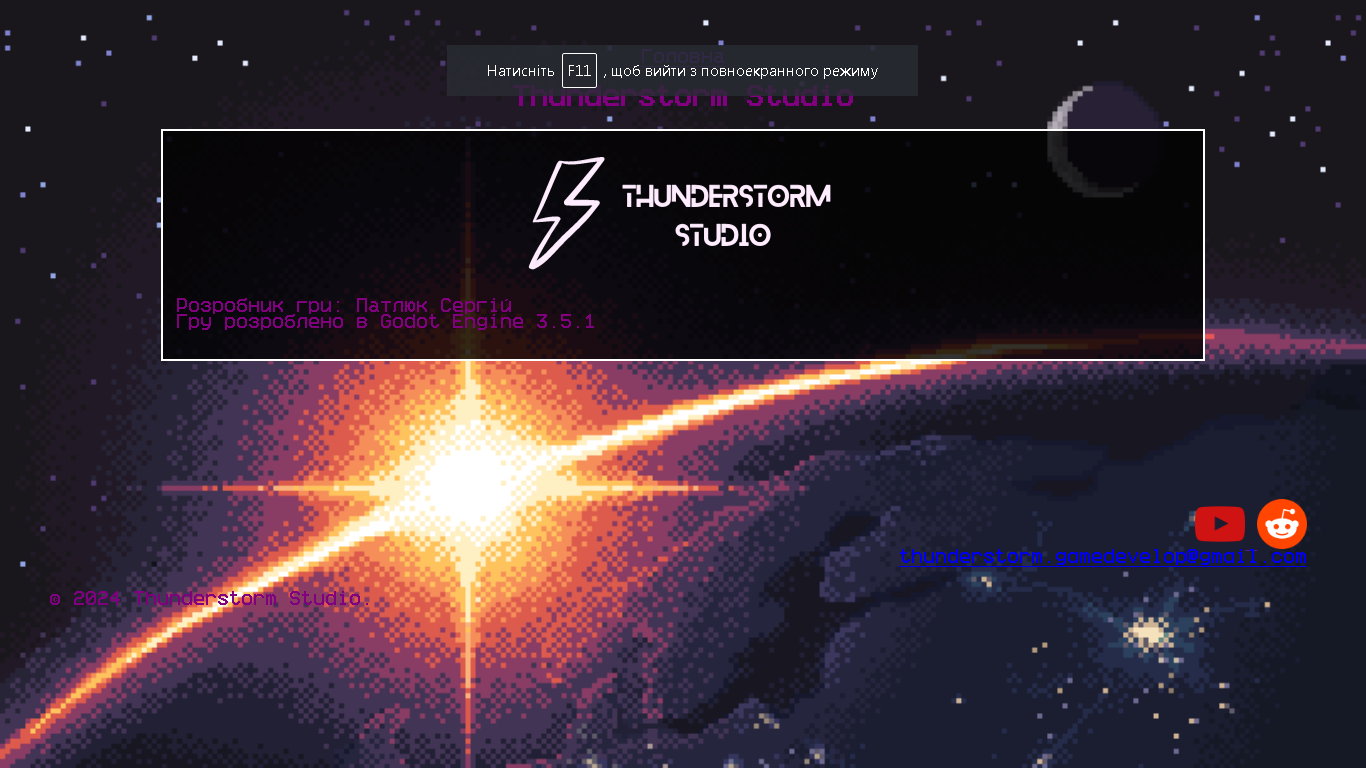 Головна
Натисніть F11 , щоб вийти з повноекранного режиму
Thunderstorm Studio
THUNDERSTORM
STUDIO
Розробник гри: Патлюк Сергій
Гру розроблено в Godot Engine 3.5.1
thunderstorm.gamedevelop@gmail.com
© 2024 Thunderstorm Studio.